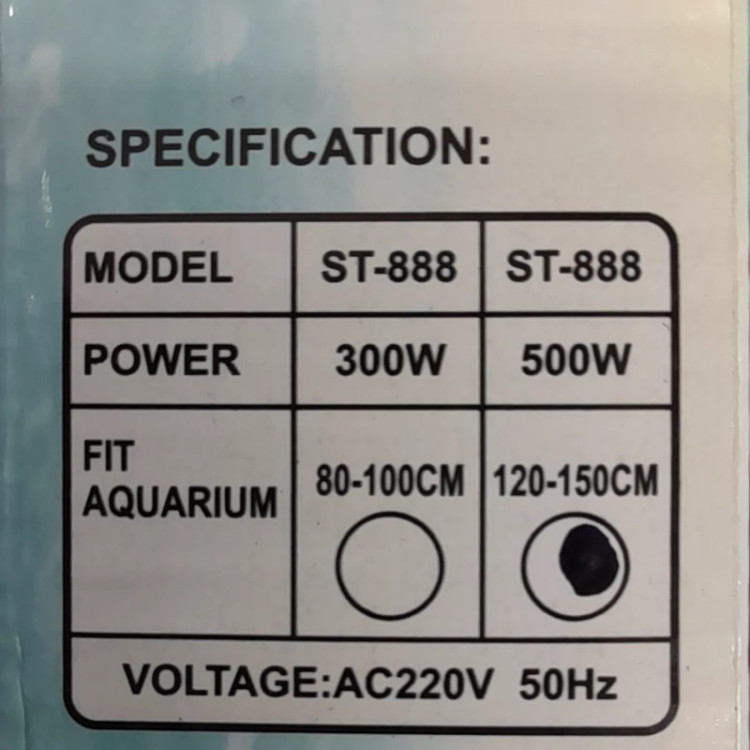 SPECIFICATION:
MODEL ST-888 ST-888
POWER 300W 500W
FIT
AQUARIUM 80-100CM 120-150CM
VOLTAGE:AC220V 50Hz